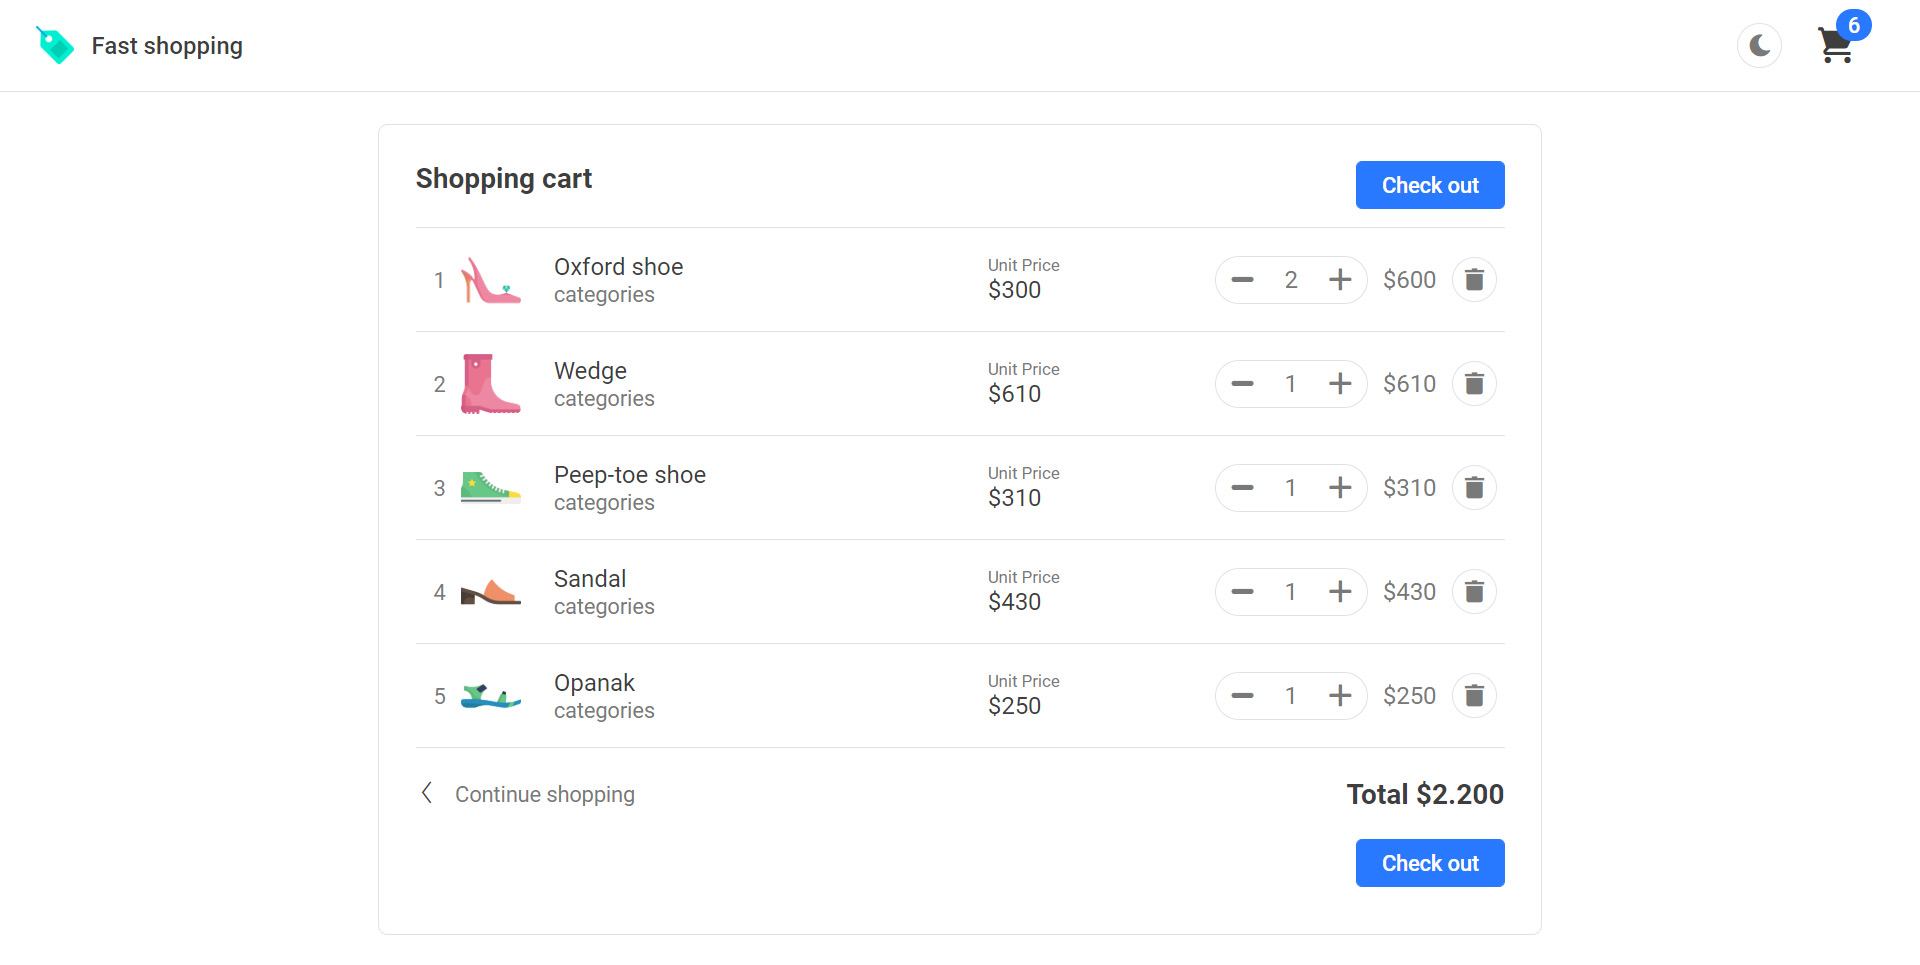 Fast shopping
6
Shopping cart
Check out
1
Oxford shoe
categories
Unit Price
$300
2
$600
2
Wedge
categories
Unit Price
$610
1
$610
3
Peep-toe shoe
categories
Unit Price
$310
1
$310
4
Sandal
categories
Unit Price
$430
1
$430
5
Opanak
categories
Unit Price
$250
1
$250
Continue shopping
Total $2.200
Check out